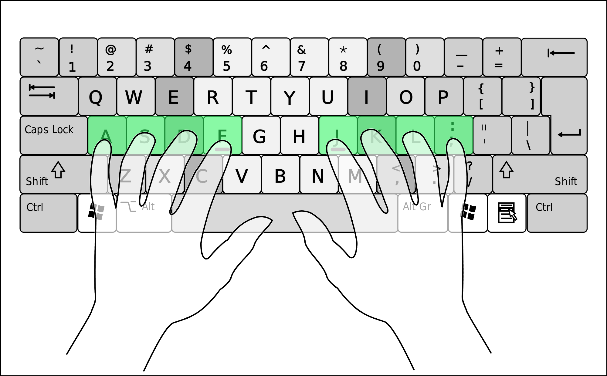 ~ ! @ # $ % ^ & * ( ) _ +
` 1 2 3 4 5 6 7 8 9 0 – =
Q W E R T Y U I O P { }
[ ]
Caps Lock A S D F G H J K L : " |
; ' \
Shift Z X C V B N M < > ? Shift
, . /
Ctrl Alt Alt Gr Ctrl